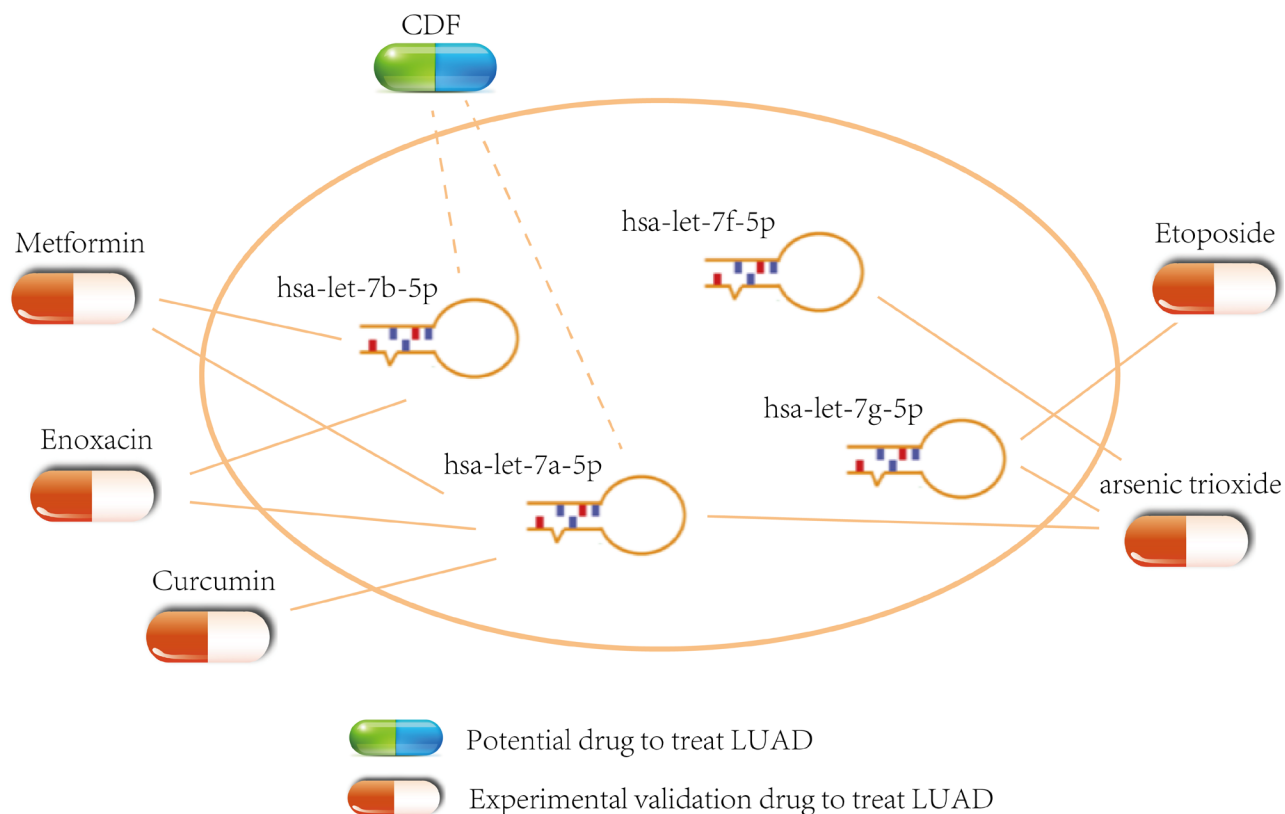 CDF
hsa-let-7f-5p
Metformin
Etoposide
hsa-let-7b-5p
hsa-let-7g-5p
Enoxacin
hsa-let-7a-5p
arsenic trioxide
Curcumin
Potential drug to treat LUAD
Experimental validation drug to treat LUAD